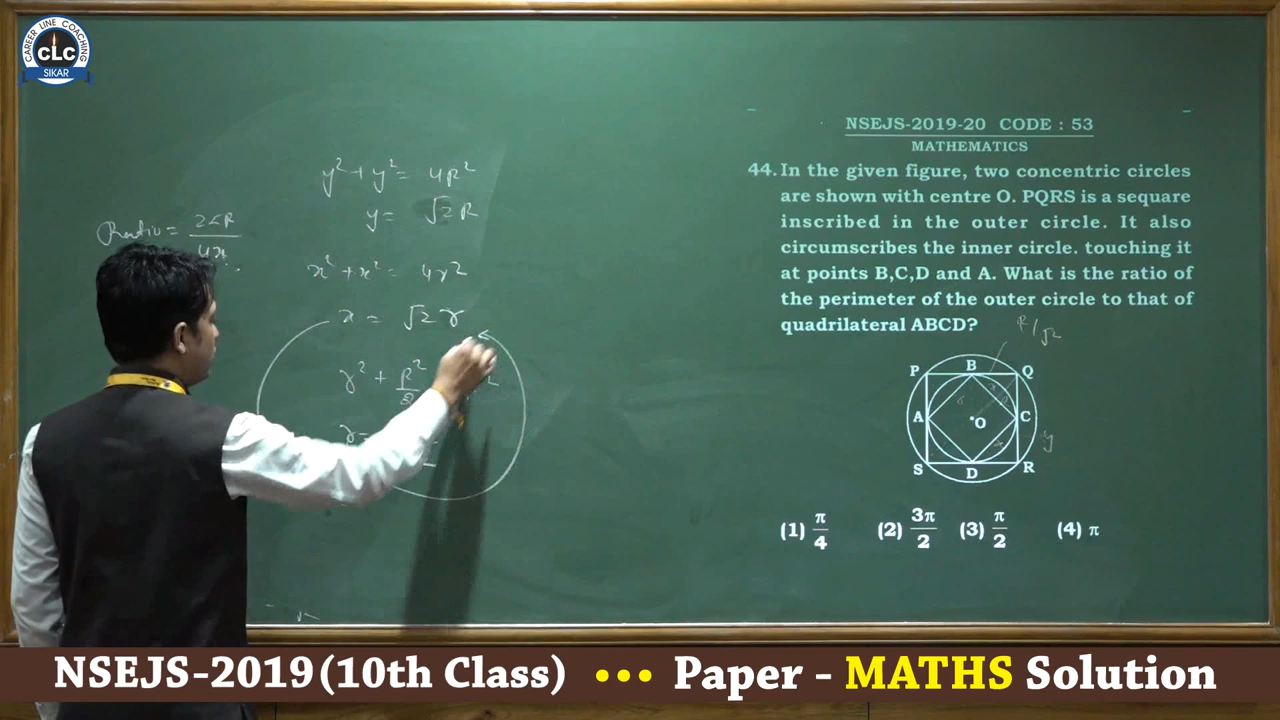 CAREER LINE COACHING
CLC
SIKAR
NSEJS-2019-20 CODE : 53
MATHEMATICS
44. In the given figure, two concentric circles
are shown with centre O. PQRS is a sequare
inscribed in the outer circle. It also
circumscribes the inner circle. touching it
at points B,C,D and A. What is the ratio of
the perimeter of the outer circle to that of
quadrilateral ABCD?
R/√2
P B Q
A O C
y
S D R
(1) π/4 (2) 3π/2 (3) π/2 (4) π
y² + y² = 4R²
y = √2 R
Ratio = 2πR/4x
x² + x² = 4r²
x = √2 r
r² + R²/2
r =
NSEJS-2019(10th Class) ••• Paper - MATHS Solution